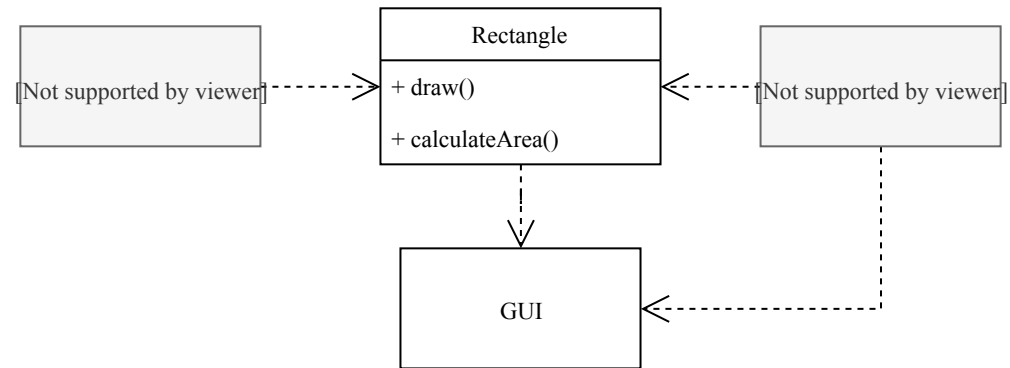 Rectangle
[Not supported by viewer]
+ draw()
[Not supported by viewer]
+ calculateArea()
GUI